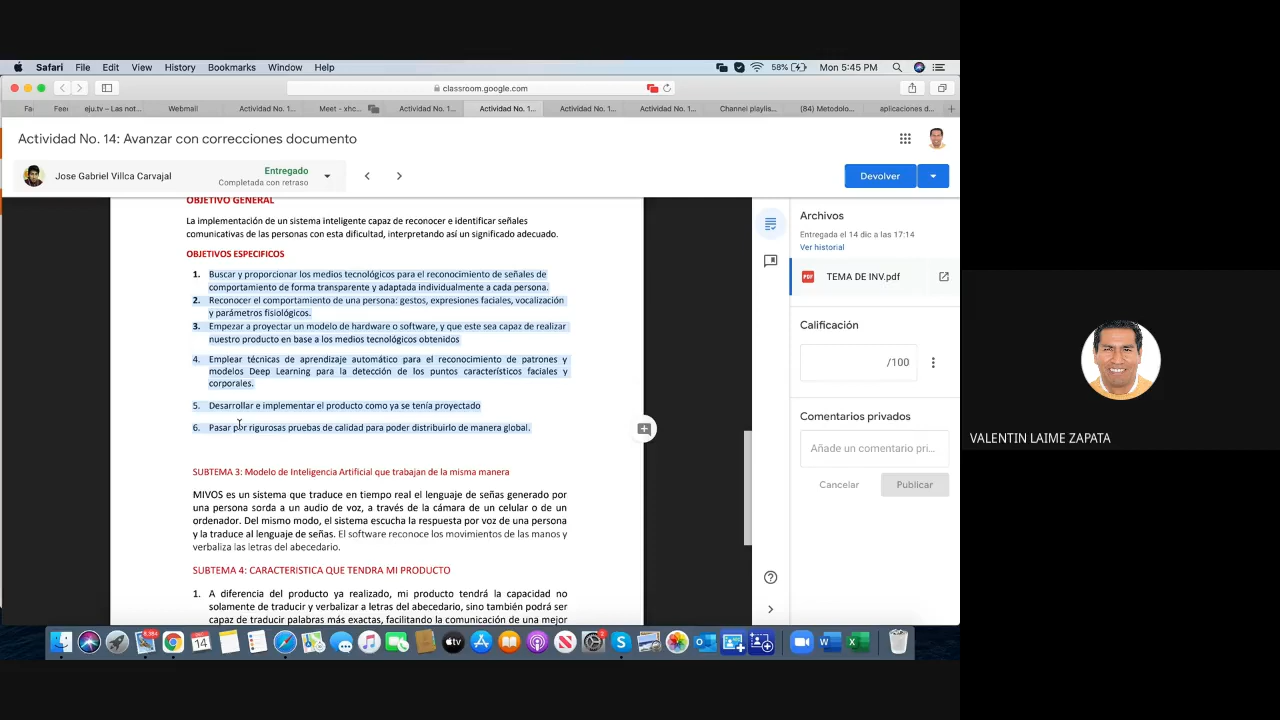 Safari File Edit View History Bookmarks Window Help 58% Mon 5:45 PM
classroom.google.com
Fa Fee eju.tv – Las not... Webmail Actividad No. 1... Meet - xhc... Actividad No. 1... Actividad No. 1... Actividad No. 1... Actividad No. 1... Channel playlis... (84) Metodolo... aplicaciones d...
Actividad No. 14: Avanzar con correcciones documento
Jose Gabriel Villca Carvajal
Entregado
Completada con retraso
Devolver
OBJETIVO GENERAL
La implementación de un sistema inteligente capaz de reconocer e identificar señales
comunicativas de las personas con esta dificultad, interpretando así un significado adecuado.
OBJETIVOS ESPECIFICOS
1. Buscar y proporcionar los medios tecnológicos para el reconocimiento de señales de
comportamiento de forma transparente y adaptada individualmente a cada persona.
2. Reconocer el comportamiento de una persona: gestos, expresiones faciales, vocalización
y parámetros fisiológicos.
3. Empezar a proyectar un modelo de hardware o software, y que este sea capaz de realizar
nuestro producto en base a los medios tecnológicos obtenidos
4. Emplear técnicas de aprendizaje automático para el reconocimiento de patrones y
modelos Deep Learning para la detección de los puntos característicos faciales y
corporales.
5. Desarrollar e implementar el producto como ya se tenía proyectado
6. Pasar por rigurosas pruebas de calidad para poder distribuirlo de manera global.
SUBTEMA 3: Modelo de Inteligencia Artificial que trabajan de la misma manera
MIVOS es un sistema que traduce en tiempo real el lenguaje de señas generado por
una persona sorda a un audio de voz, a través de la cámara de un celular o de un
ordenador. Del mismo modo, el sistema escucha la respuesta por voz de una persona
y la traduce al lenguaje de señas. El software reconoce los movimientos de las manos y
verbaliza las letras del abecedario.
SUBTEMA 4: CARACTERISTICA QUE TENDRA MI PRODUCTO
1. A diferencia del producto ya realizado, mi producto tendrá la capacidad no
solamente de traducir y verbalizar a letras del abecedario, sino también podrá ser
capaz de traducir palabras más exactas, facilitando la comunicación de una mejor
Archivos
Entregada el 14 dic a las 17:14
Ver historial
PDF TEMA DE INV.pdf
Calificación
/100
Comentarios privados
Añade un comentario pri...
Cancelar Publicar
VALENTIN LAIME ZAPATA